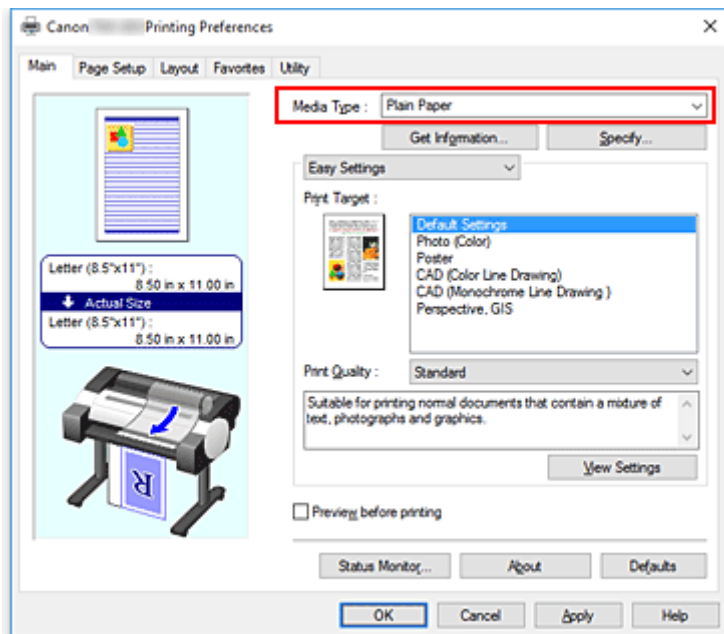 Canon Printing Preferences
Main Page Setup Layout Favorites Utility
Media Type : Plain Paper
Get Information... Specify...
Easy Settings
Print Target :
Default Settings
Photo (Color)
Poster
CAD (Color Line Drawing)
CAD (Monochrome Line Drawing )
Perspective, GIS
Letter (8.5"x11") :
8.50 in x 11.00 in
Actual Size
Letter (8.5"x11") :
8.50 in x 11.00 in
R
Print Quality : Standard
Suitable for printing normal documents that contain a mixture of
text, photographs and graphics.
View Settings
Preview before printing
Status Monitor... About Defaults
OK Cancel Apply Help